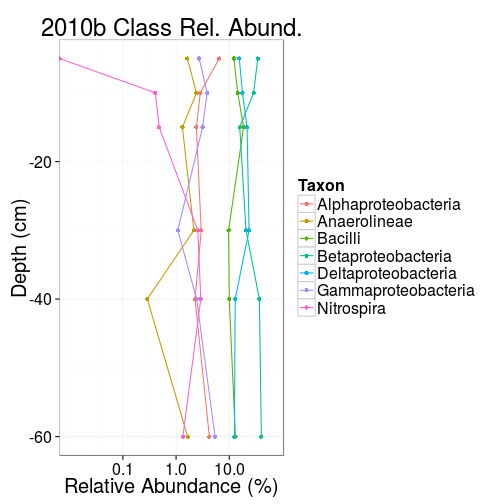 2010b Class Rel. Abund.
-20
-40
-60
Depth (cm)
0.1 1.0 10.0
Relative Abundance (%)
Taxon
Alphaproteobacteria
Anaerolineae
Bacilli
Betaproteobacteria
Deltaproteobacteria
Gammaproteobacteria
Nitrospira